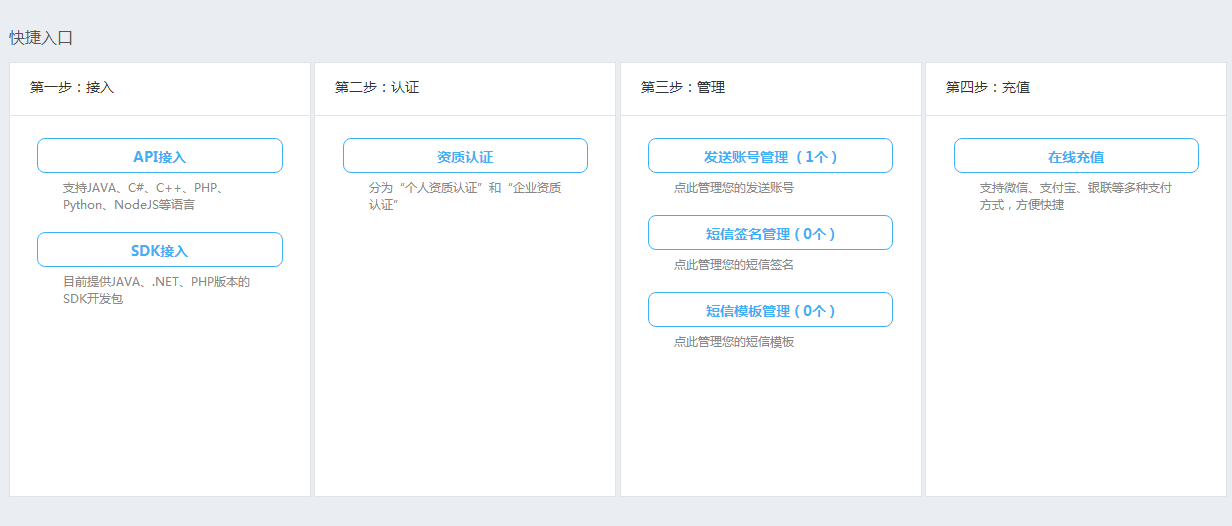 快捷入口
第一步：接入
API接入
支持JAVA、C#、C++、PHP、
Python、NodeJS等语言
SDK接入
目前提供JAVA、.NET、PHP版本的
SDK开发包
第二步：认证
资质认证
分为“个人资质认证”和“企业资质
认证”
第三步：管理
发送账号管理（1个）
点此管理您的发送账号
短信签名管理（0个）
点此管理您的短信签名
短信模板管理（0个）
点此管理您的短信模板
第四步：充值
在线充值
支持微信、支付宝、银联等多种支付
方式，方便快捷